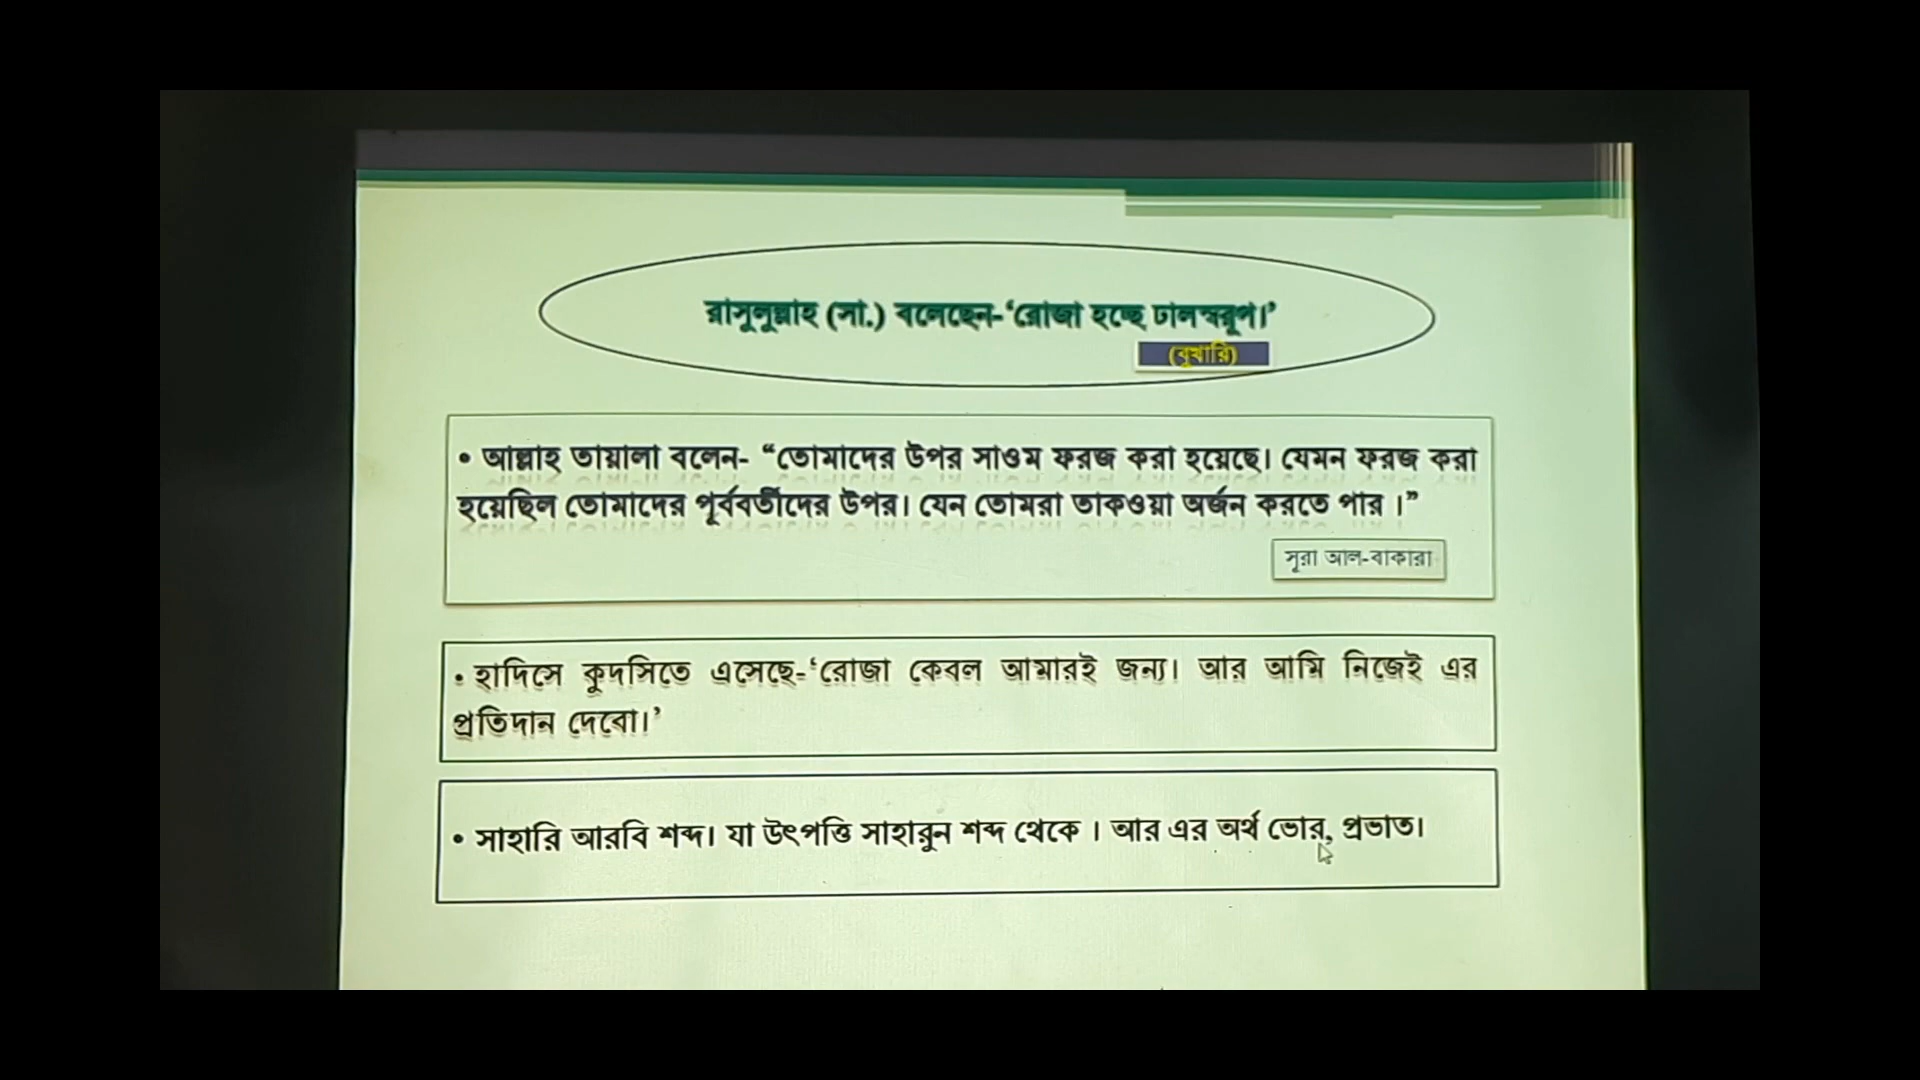 রাসুলুল্লাহ (সা.) বলেছেন-‘রোজা হচ্ছে ঢালস্বরূপ।’
(বুখারি)
• আল্লাহ তায়ালা বলেন- “তোমাদের উপর সাওম ফরজ করা হয়েছে। যেমন ফরজ করা
হয়েছিল তোমাদের পূর্ববর্তীদের উপর। যেন তোমরা তাকওয়া অর্জন করতে পার ।”
সূরা আল-বাকারা
• হাদিসে কুদসিতে এসেছে-‘রোজা কেবল আমারই জন্য। আর আমি নিজেই এর
প্রতিদান দেবো।’
• সাহারি আরবি শব্দ। যা উৎপত্তি সাহারুন শব্দ থেকে । আর এর অর্থ ভোর, প্রভাত।